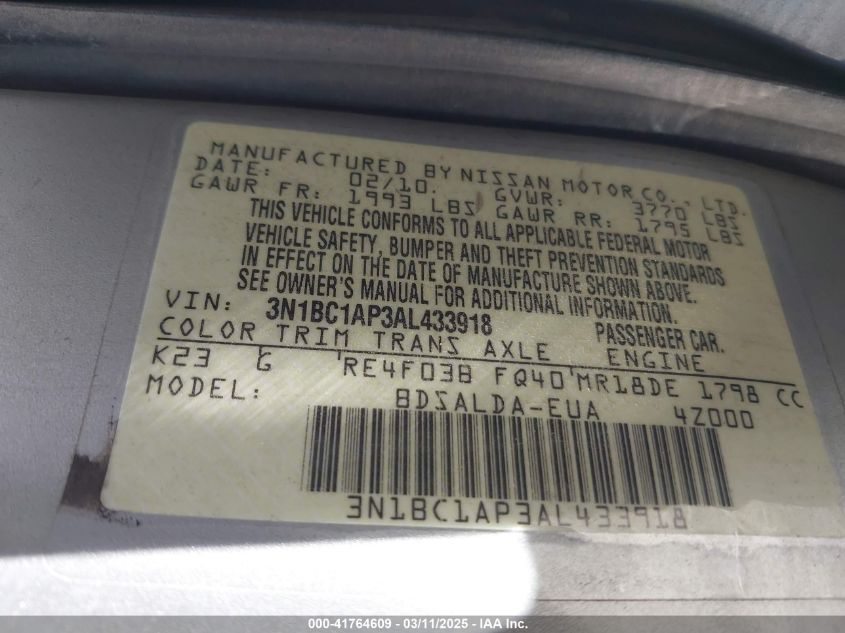 MANUFACTURED BY NISSAN MOTOR CO., LTD.
DATE: 02/10. GVWR: 3770 LBS
GAWR FR: 1993 LBS GAWR RR: 1795 LBS
THIS VEHICLE CONFORMS TO ALL APPLICABLE FEDERAL MOTOR
VEHICLE SAFETY, BUMPER AND THEFT PREVENTION STANDARDS
IN EFFECT ON THE DATE OF MANUFACTURE SHOWN ABOVE.
SEE OWNER'S MANUAL FOR ADDITIONAL INFORMATION.
VIN: 3N1BC1AP3AL433918 PASSENGER CAR.
COLOR TRIM TRANS AXLE ENGINE
K23 G RE4F03B FQ40 MR18DE 1798 CC
MODEL: BDSALDA-EUA 4Z000
3N1BC1AP3AL433918
000-41764609 - 03/11/2025 - IAA Inc.